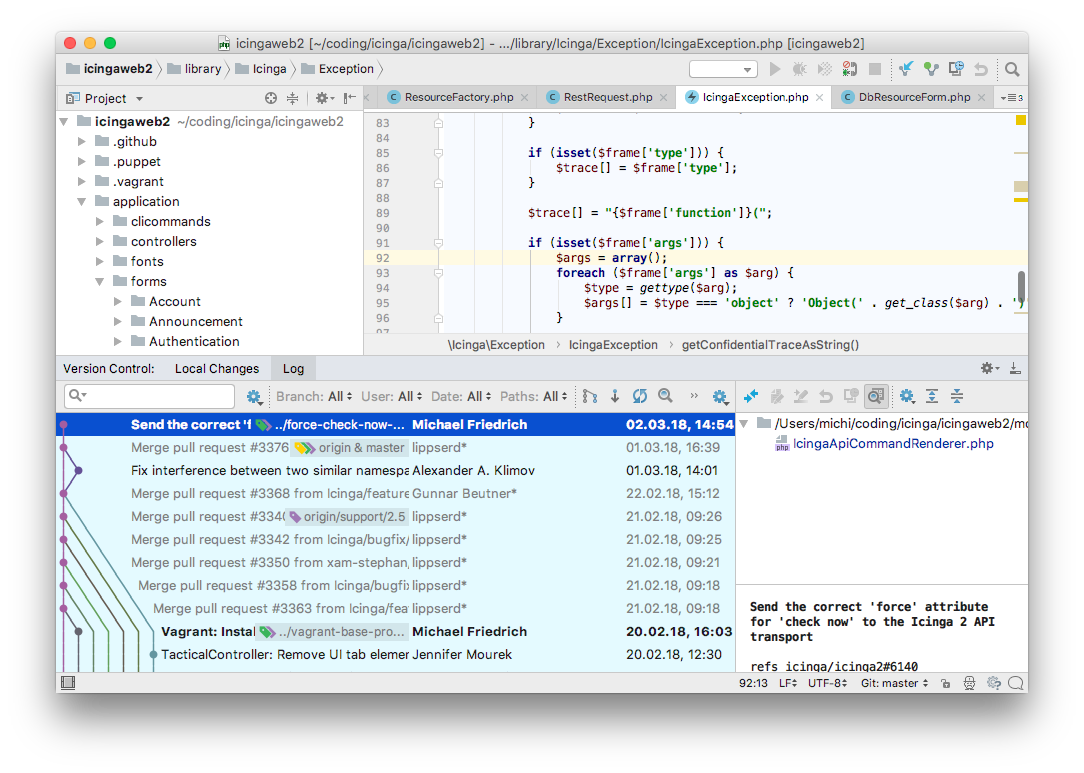 icingaweb2 [~/coding/icinga/icingaweb2] - .../library/Icinga/Exception/IcingaException.php [icingaweb2]
icingaweb2 library Icinga Exception
Project
ResourceFactory.php RestRequest.php IcingaException.php DbResourceForm.php 3
icingaweb2 ~/coding/icinga/icingaweb2
.github
.puppet
.vagrant
application
clicommands
controllers
fonts
forms
Account
Announcement
Authentication
83 }
84
85 if (isset($frame['type'])) {
86 $trace[] = $frame['type'];
87 }
88
89 $trace[] = "{$frame['function']}(";
90
91 if (isset($frame['args'])) {
92 $args = array();
93 foreach ($frame['args'] as $arg) {
94 $type = gettype($arg);
95 $args[] = $type === 'object' ? 'Object(' . get_class($arg) . ')
96 }
97
\Icinga\Exception › IcingaException › getConfidentialTraceAsString()
Version Control: Local Changes Log
Branch: All User: All Date: All Paths: All »
Send the correct 'f ../force-check-now-... Michael Friedrich 02.03.18, 14:54
Merge pull request #3376 origin & master lippserd* 01.03.18, 16:39
Fix interference between two similar namespa Alexander A. Klimov 01.03.18, 14:01
Merge pull request #3368 from Icinga/feature Gunnar Beutner* 22.02.18, 15:12
Merge pull request #3340 origin/support/2.5 lippserd* 21.02.18, 09:26
Merge pull request #3342 from Icinga/bugfix/ lippserd* 21.02.18, 09:25
Merge pull request #3350 from xam-stephan, lippserd* 21.02.18, 09:21
Merge pull request #3358 from Icinga/bugfi lippserd* 21.02.18, 09:18
Merge pull request #3363 from Icinga/fea lippserd* 21.02.18, 09:18
Vagrant: Instal ../vagrant-base-pro... Michael Friedrich 20.02.18, 16:03
TacticalController: Remove UI tab elemer Jennifer Mourek 20.02.18, 12:30
/Users/michi/coding/icinga/icingaweb2/mo
php IcingaApiCommandRenderer.php
Send the correct 'force' attribute
for 'check now' to the Icinga 2 API
transport
refs icinga/icinga2#6140
92:13 LF UTF-8 Git: master